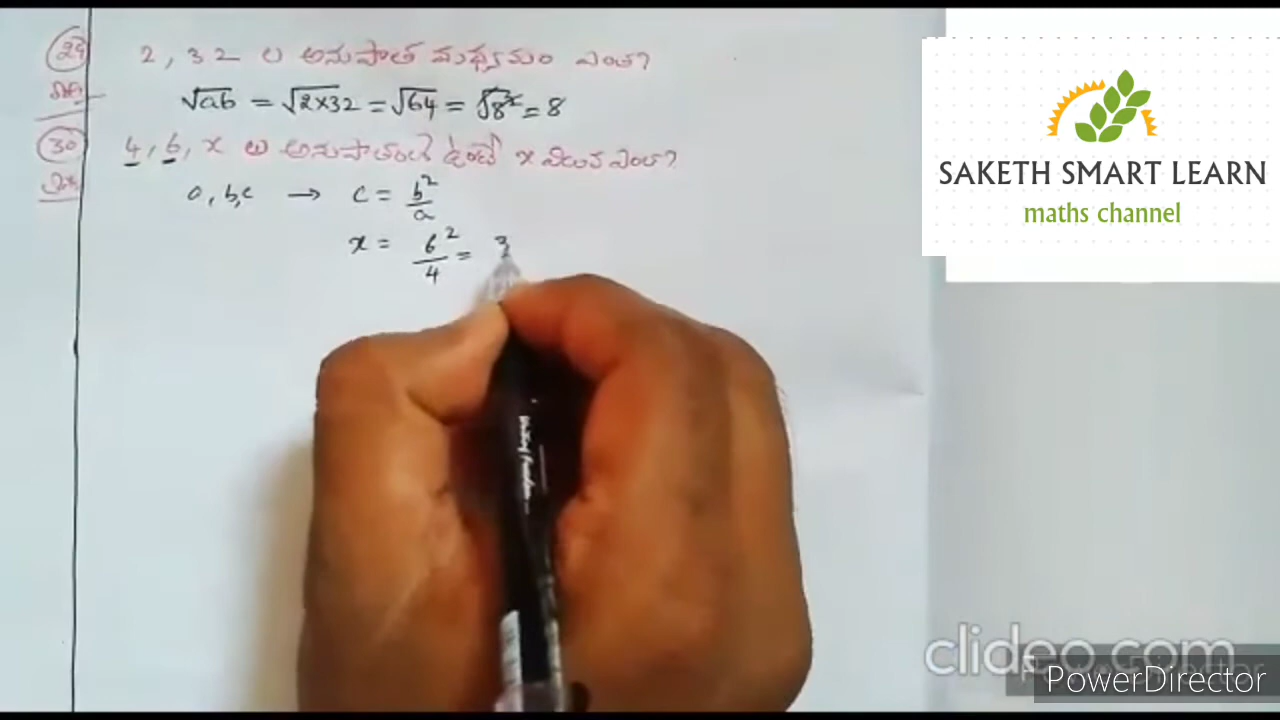 29 2, 32 ల అనుపాత మధ్యమం ఎంత?
√ab = √2×32 = √64 = √8² = 8
30 4, 6, x లు అనుపాతంలో ఉంటే x విలువ ఎంత?
a, b, c → c = b²/a
x = 6²/4 = 3
SAKETH SMART LEARN
maths channel
clideo.com
PowerDirector